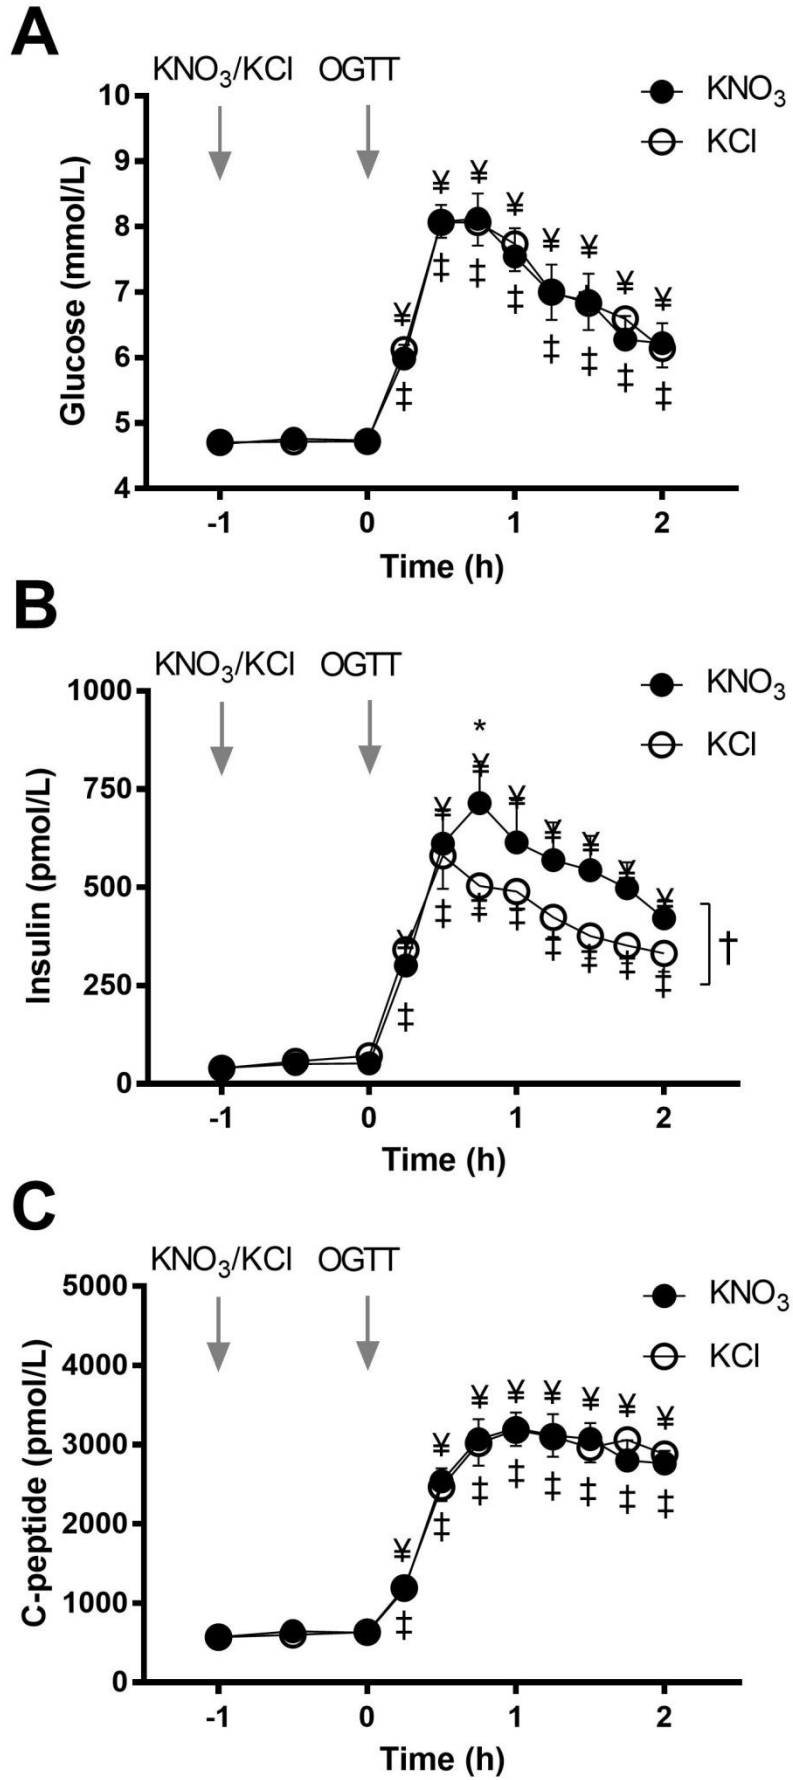 A
KNO₃/KCl OGTT
KNO₃
KCl
Glucose (mmol/L)
10
9
8
7
6
5
4
¥ ¥ ¥ ¥ ¥ ¥ ¥ ¥
‡ ‡ ‡ ‡ ‡ ‡ ‡ ‡
-1 0 1 2
Time (h)
B
KNO₃/KCl OGTT
KNO₃
KCl
Insulin (pmol/L)
1000
750
500
250
0
*
¥ ¥ ¥ ¥ ¥ ¥ ¥ ¥
‡ ‡ ‡ ‡ ‡ ‡ ‡ ‡
†
-1 0 1 2
Time (h)
C
KNO₃/KCl OGTT
KNO₃
KCl
C-peptide (pmol/L)
5000
4000
3000
2000
1000
0
¥ ¥ ¥ ¥ ¥ ¥ ¥ ¥
‡ ‡ ‡ ‡ ‡ ‡ ‡ ‡
-1 0 1 2
Time (h)